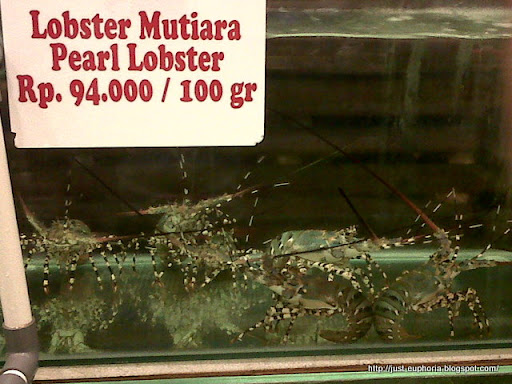 Lobster Mutiara
Pearl Lobster
Rp. 94.000 / 100 gr
http://just-euphoria.blogspot.com/